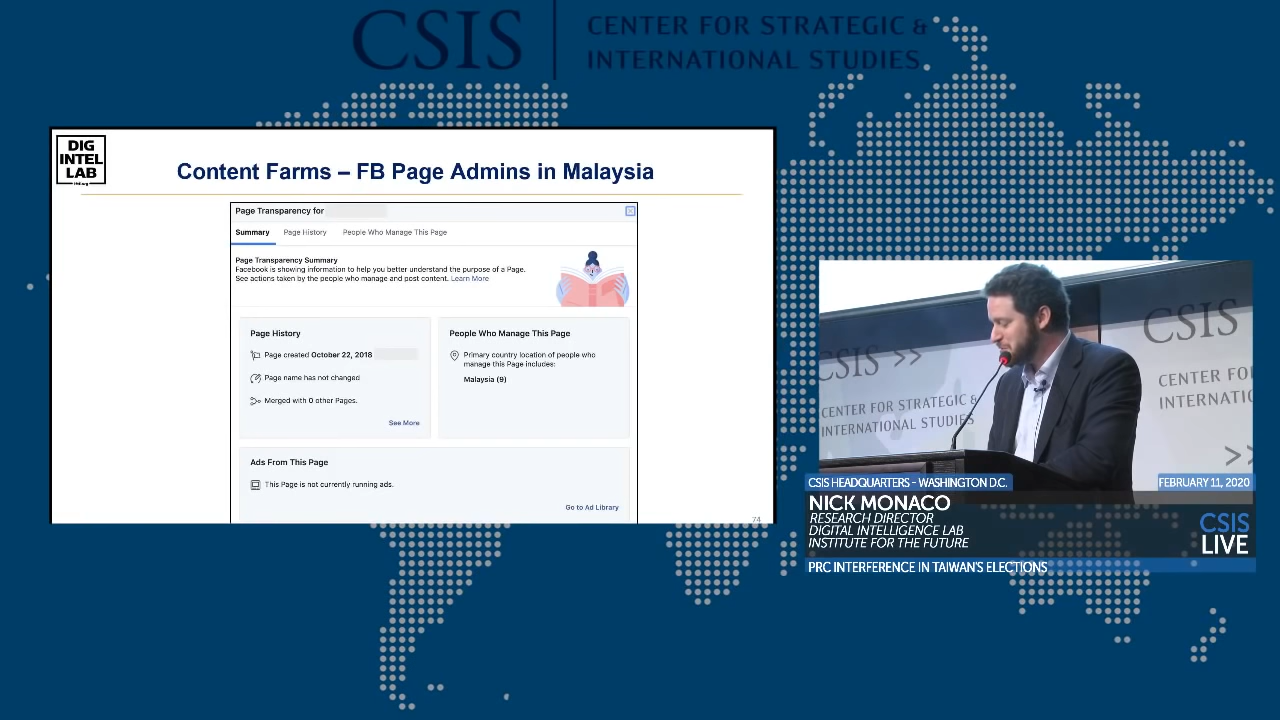 CSIS
CENTER FOR STRATEGIC &
INTERNATIONAL STUDIES
DIG
INTEL
LAB
Content Farms – FB Page Admins in Malaysia
Page Transparency for
Summary
Page History
People Who Manage This Page
Page Transparency Summary
Facebook is showing information to help you better understand the purpose of a Page.
See actions taken by the people who manage and post content. Learn More
Page History
Page created October 22, 2018
Page name has not changed
Merged with 0 other Pages.
See More
People Who Manage This Page
Primary country location of people who
manage this Page includes:
Malaysia (9)
Ads From This Page
This Page is not currently running ads.
Go to Ad Library
74
CSIS >>
CENTER FOR STRATEGIC &
INTERNATIONAL STUDIES
CSIS
CENTER FOR
INTERNATI
>>
CSIS HEADQUARTERS - WASHINGTON D.C.
FEBRUARY 11, 2020
NICK MONACO
RESEARCH DIRECTOR
DIGITAL INTELLIGENCE LAB
INSTITUTE FOR THE FUTURE
CSIS
LIVE
PRC INTERFERENCE IN TAIWAN'S ELECTIONS